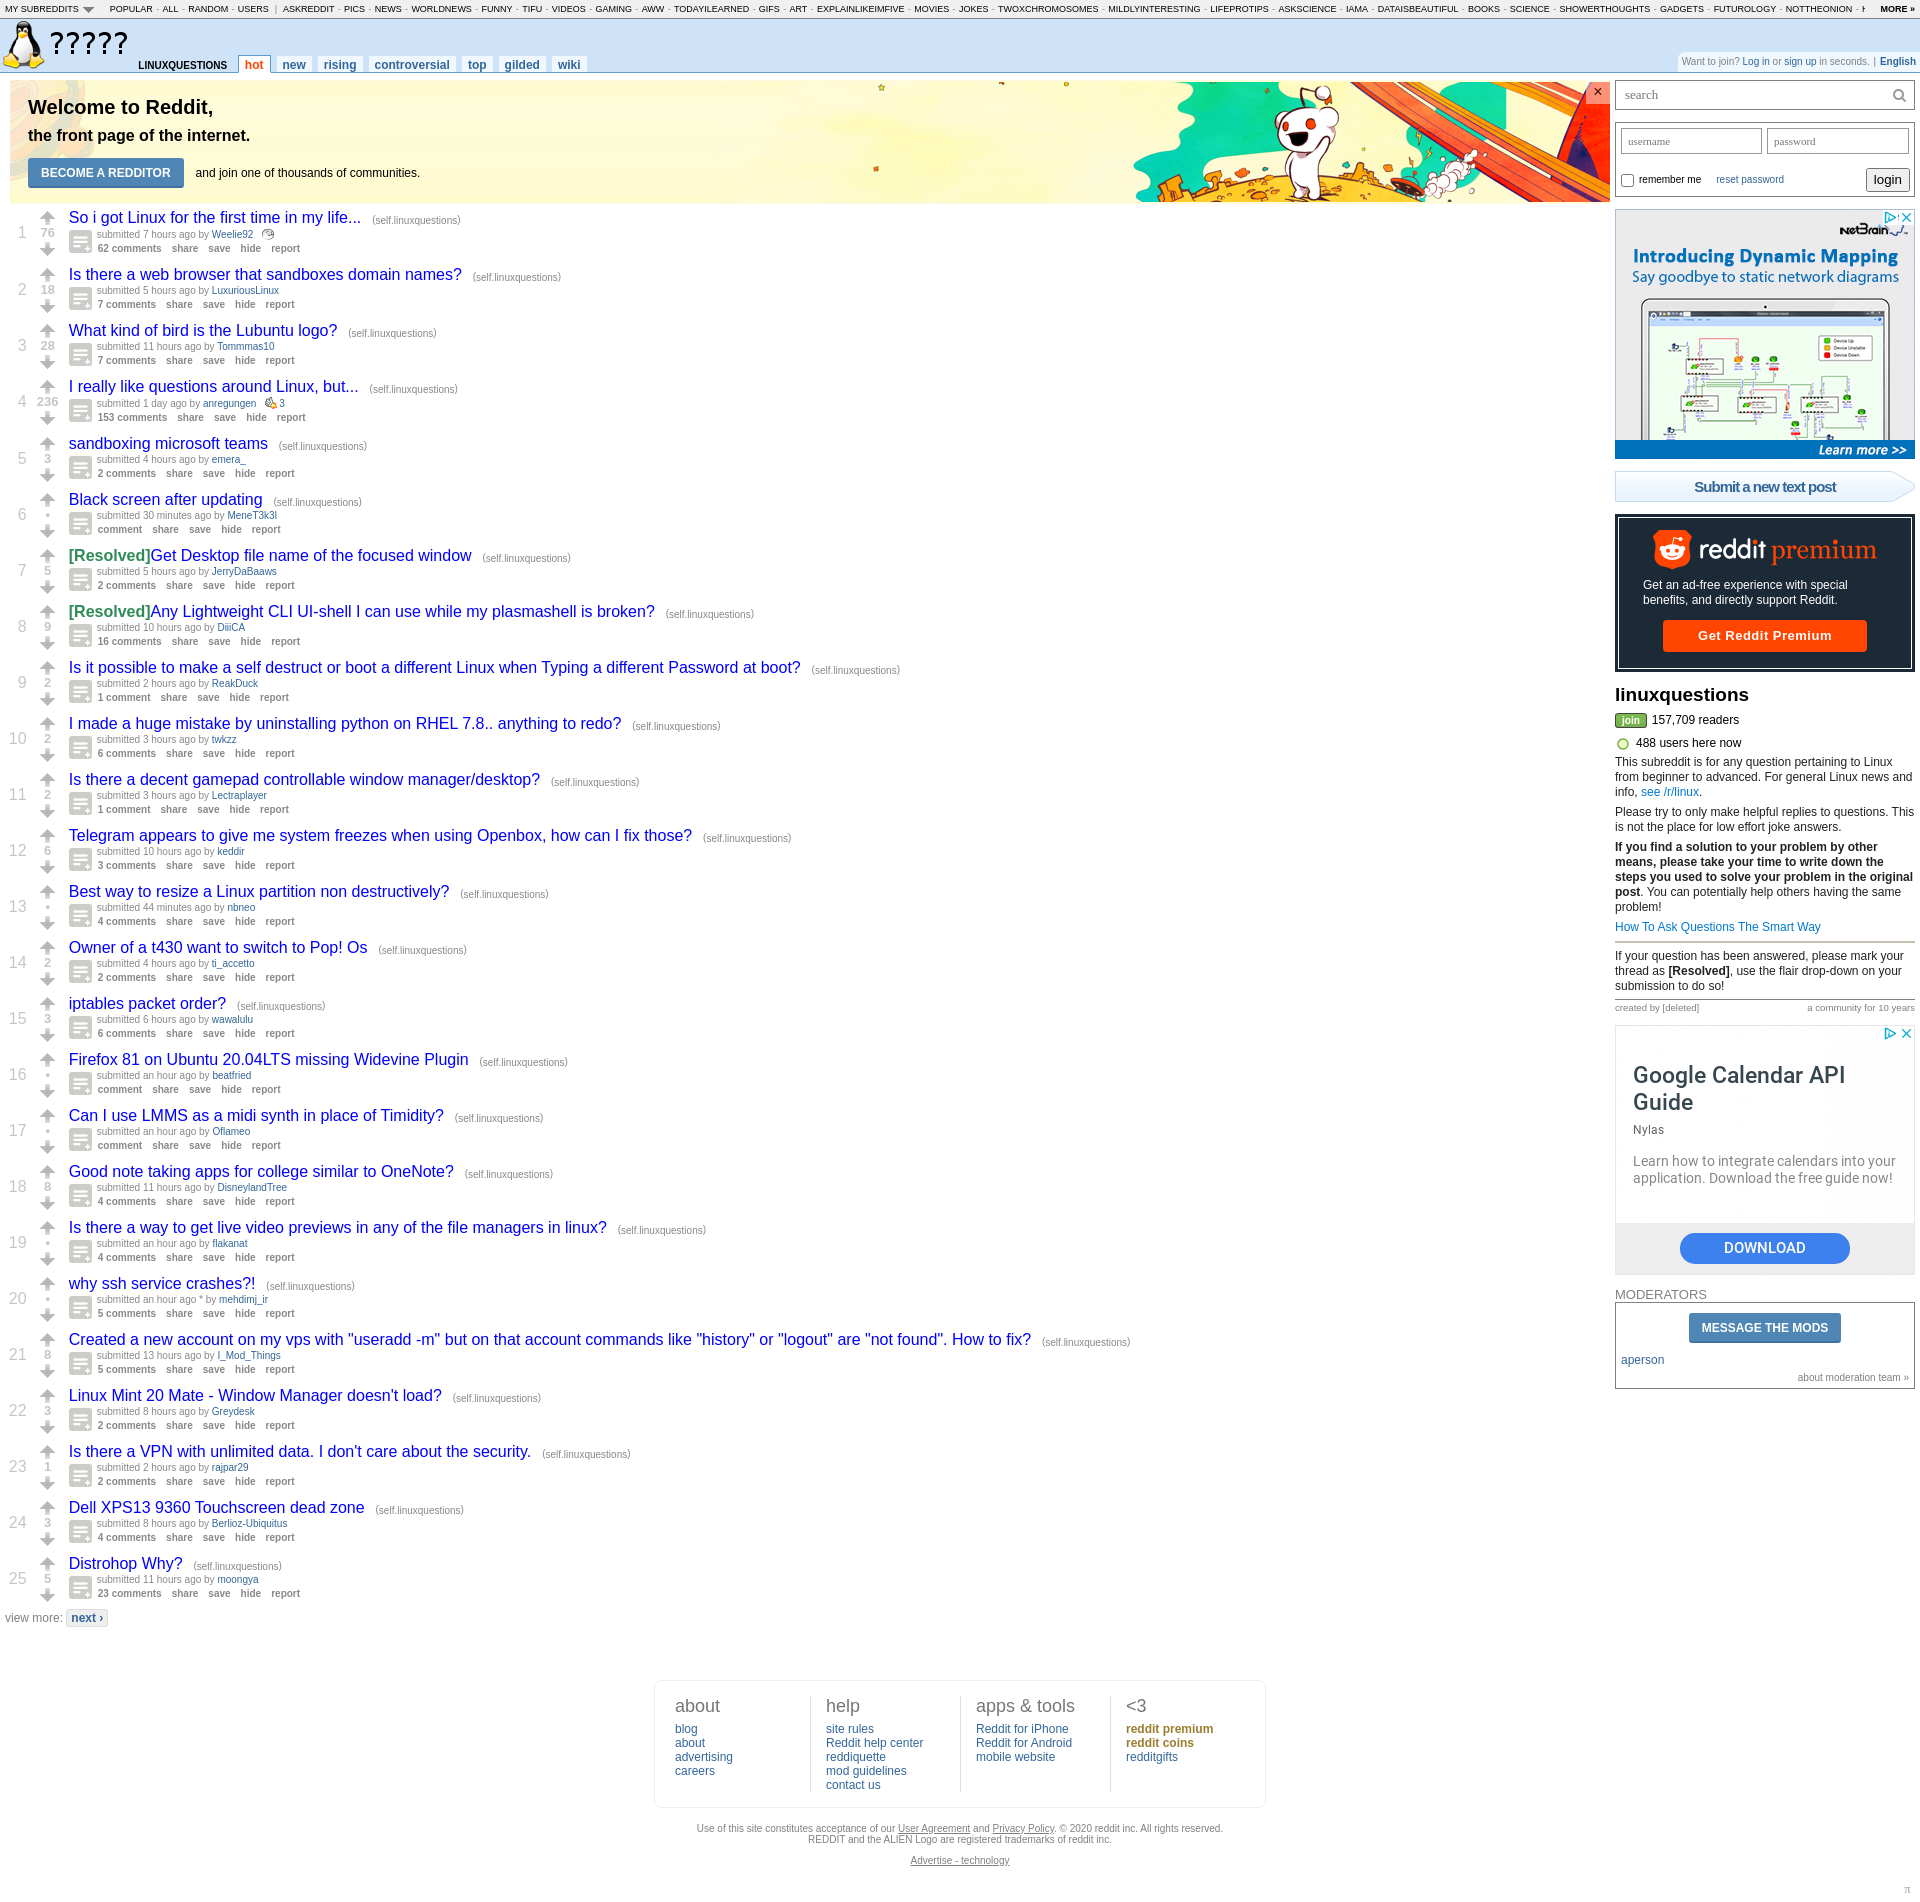 MY SUBREDDITS POPULAR - ALL - RANDOM - USERS | ASKREDDIT - PICS - NEWS - WORLDNEWS - FUNNY - TIFU - VIDEOS - GAMING - AWW - TODAYILEARNED - GIFS - ART - EXPLAINLIKEIMFIVE - MOVIES - JOKES - TWOXCHROMOSOMES - MILDLYINTERESTING - LIFEPROTIPS - ASKSCIENCE - IAMA - DATAISBEAUTIFUL - BOOKS - SCIENCE - SHOWERTHOUGHTS - GADGETS - FUTUROLOGY - NOTTHEONION - MORE »
?????
LINUXQUESTIONS hot new rising controversial top gilded wiki
Want to join? Log in or sign up in seconds. | English
Welcome to Reddit,
the front page of the internet.
BECOME A REDDITOR and join one of thousands of communities.
×
1 76 So i got Linux for the first time in my life... (self.linuxquestions)
submitted 7 hours ago by Weelie92
62 comments share save hide report
2 18 Is there a web browser that sandboxes domain names? (self.linuxquestions)
submitted 5 hours ago by LuxuriousLinux
7 comments share save hide report
3 28 What kind of bird is the Lubuntu logo? (self.linuxquestions)
submitted 11 hours ago by Tommmas10
7 comments share save hide report
4 236 I really like questions around Linux, but... (self.linuxquestions)
submitted 1 day ago by anregungen 3
153 comments share save hide report
5 3 sandboxing microsoft teams (self.linuxquestions)
submitted 4 hours ago by emera_
2 comments share save hide report
6 • Black screen after updating (self.linuxquestions)
submitted 30 minutes ago by MeneT3k3l
comment share save hide report
7 5 [Resolved]Get Desktop file name of the focused window (self.linuxquestions)
submitted 5 hours ago by JerryDaBaaws
2 comments share save hide report
8 9 [Resolved]Any Lightweight CLI UI-shell I can use while my plasmashell is broken? (self.linuxquestions)
submitted 10 hours ago by DiiiCA
16 comments share save hide report
9 2 Is it possible to make a self destruct or boot a different Linux when Typing a different Password at boot? (self.linuxquestions)
submitted 2 hours ago by ReakDuck
1 comment share save hide report
10 2 I made a huge mistake by uninstalling python on RHEL 7.8.. anything to redo? (self.linuxquestions)
submitted 3 hours ago by twkzz
6 comments share save hide report
11 2 Is there a decent gamepad controllable window manager/desktop? (self.linuxquestions)
submitted 3 hours ago by Lectraplayer
1 comment share save hide report
12 6 Telegram appears to give me system freezes when using Openbox, how can I fix those? (self.linuxquestions)
submitted 10 hours ago by keddir
3 comments share save hide report
13 • Best way to resize a Linux partition non destructively? (self.linuxquestions)
submitted 44 minutes ago by nbneo
4 comments share save hide report
14 2 Owner of a t430 want to switch to Pop! Os (self.linuxquestions)
submitted 4 hours ago by ti_accetto
2 comments share save hide report
15 3 iptables packet order? (self.linuxquestions)
submitted 6 hours ago by wawalulu
6 comments share save hide report
16 • Firefox 81 on Ubuntu 20.04LTS missing Widevine Plugin (self.linuxquestions)
submitted an hour ago by beatfried
comment share save hide report
17 • Can I use LMMS as a midi synth in place of Timidity? (self.linuxquestions)
submitted an hour ago by Oflameo
comment share save hide report
18 8 Good note taking apps for college similar to OneNote? (self.linuxquestions)
submitted 11 hours ago by DisneylandTree
4 comments share save hide report
19 • Is there a way to get live video previews in any of the file managers in linux? (self.linuxquestions)
submitted an hour ago by flakanat
4 comments share save hide report
20 • why ssh service crashes?! (self.linuxquestions)
submitted an hour ago * by mehdimj_ir
5 comments share save hide report
21 8 Created a new account on my vps with "useradd -m" but on that account commands like "history" or "logout" are "not found". How to fix? (self.linuxquestions)
submitted 13 hours ago by I_Mod_Things
5 comments share save hide report
22 3 Linux Mint 20 Mate - Window Manager doesn't load? (self.linuxquestions)
submitted 8 hours ago by Greydesk
2 comments share save hide report
23 1 Is there a VPN with unlimited data. I don't care about the security. (self.linuxquestions)
submitted 2 hours ago by rajpar29
2 comments share save hide report
24 3 Dell XPS13 9360 Touchscreen dead zone (self.linuxquestions)
submitted 8 hours ago by Berlioz-Ubiquitus
4 comments share save hide report
25 5 Distrohop Why? (self.linuxquestions)
submitted 11 hours ago by moongya
23 comments share save hide report
view more: next ›
search
username password
remember me reset password login
NetBrain
Introducing Dynamic Mapping
Say goodbye to static network diagrams
Device Up
Device Unstable
Device Down
Learn more >>
Submit a new text post
reddit premium
Get an ad-free experience with special
benefits, and directly support Reddit.
Get Reddit Premium
linuxquestions
join 157,709 readers
488 users here now
This subreddit is for any question pertaining to Linux
from beginner to advanced. For general Linux news and
info, see /r/linux.
Please try to only make helpful replies to questions. This
is not the place for low effort joke answers.
If you find a solution to your problem by other
means, please take your time to write down the
steps you used to solve your problem in the original
post. You can potentially help others having the same
problem!
How To Ask Questions The Smart Way
If your question has been answered, please mark your
thread as [Resolved], use the flair drop-down on your
submission to do so!
created by [deleted] a community for 10 years
Google Calendar API
Guide
Nylas
Learn how to integrate calendars into your
application. Download the free guide now!
DOWNLOAD
MODERATORS
MESSAGE THE MODS
aperson
about moderation team »
about help apps & tools <3
blog site rules Reddit for iPhone reddit premium
about Reddit help center Reddit for Android reddit coins
advertising reddiquette mobile website redditgifts
careers mod guidelines
contact us
Use of this site constitutes acceptance of our User Agreement and Privacy Policy. © 2020 reddit inc. All rights reserved.
REDDIT and the ALIEN Logo are registered trademarks of reddit inc.
Advertise - technology
π